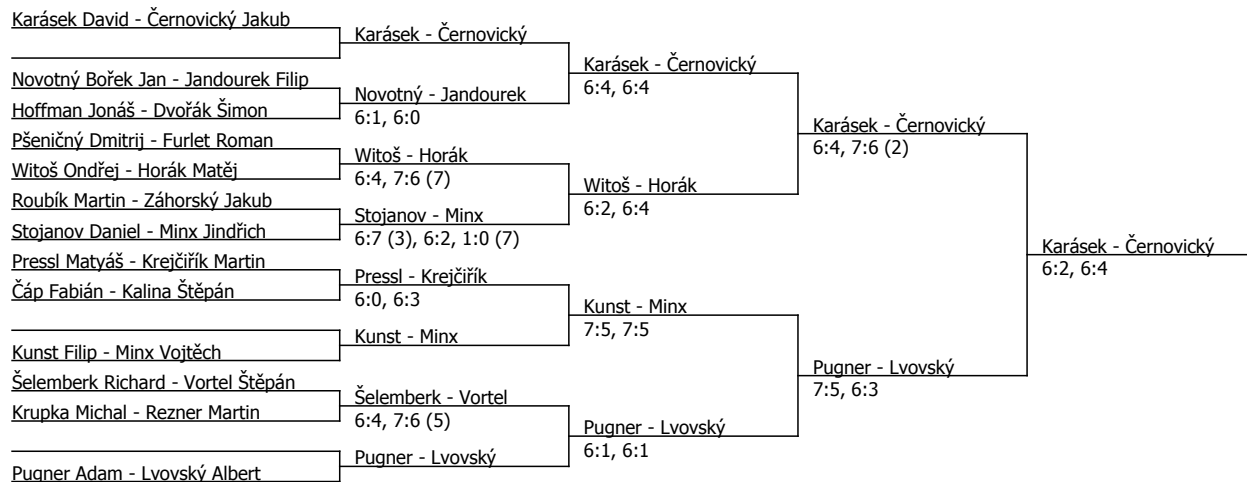 Karásek David - Černovický Jakub
Novotný Bořek Jan - Jandourek Filip
Hoffman Jonáš - Dvořák Šimon
Pšeničný Dmitrij - Furlet Roman
Witoš Ondřej - Horák Matěj
Roubík Martin - Záhorský Jakub
Stojanov Daniel - Minx Jindřich
Pressl Matyáš - Krejčiřík Martin
Čáp Fabián - Kalina Štěpán
Kunst Filip - Minx Vojtěch
Šelemberk Richard - Vortel Štěpán
Krupka Michal - Rezner Martin
Pugner Adam - Lvovský Albert
Karásek - Černovický
Novotný - Jandourek
6:1, 6:0
Witoš - Horák
6:4, 7:6 (7)
Stojanov - Minx
6:7 (3), 6:2, 1:0 (7)
Pressl - Krejčiřík
6:0, 6:3
Kunst - Minx
Šelemberk - Vortel
6:4, 7:6 (5)
Pugner - Lvovský
Karásek - Černovický
6:4, 6:4
Witoš - Horák
6:2, 6:4
Kunst - Minx
7:5, 7:5
Pugner - Lvovský
6:1, 6:1
Karásek - Černovický
6:4, 7:6 (2)
Pugner - Lvovský
7:5, 6:3
Karásek - Černovický
6:2, 6:4